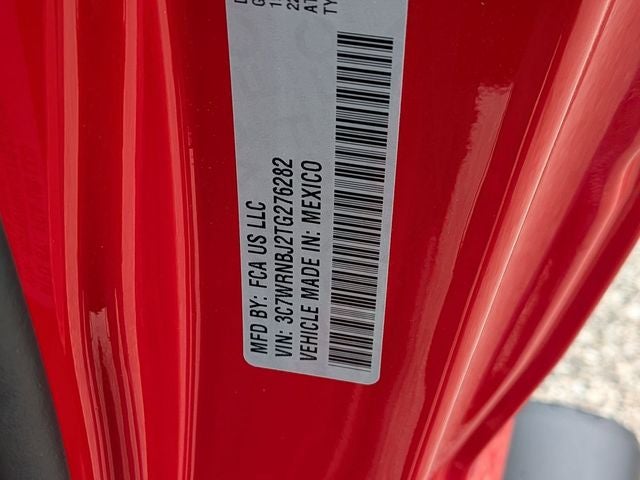 MFD BY: FCA US LLC
VIN: 3C7WRNBJ2TG276282
VEHICLE MADE IN: MEXICO